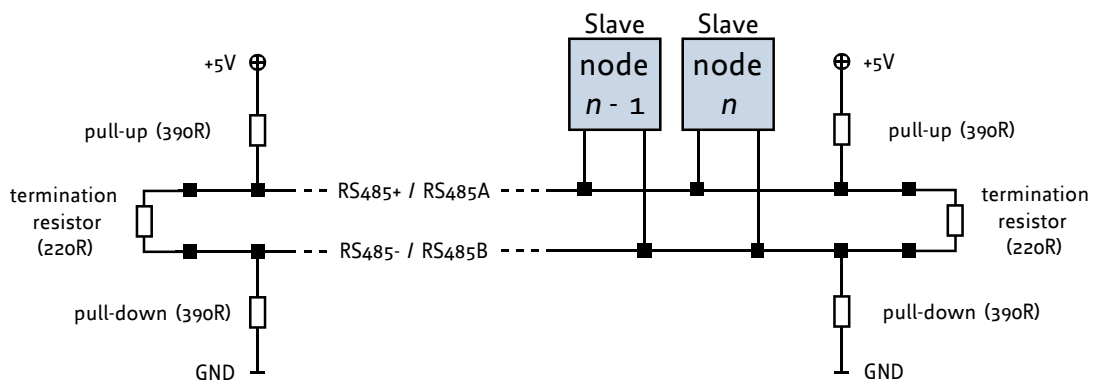 Slave
Slave
+5V
node
n - 1
node
n
+5V
pull-up (390R)
pull-up (390R)
termination
resistor
(220R)
RS485+ / RS485A
termination
resistor
(220R)
RS485- / RS485B
pull-down (390R)
pull-down (390R)
GND
GND